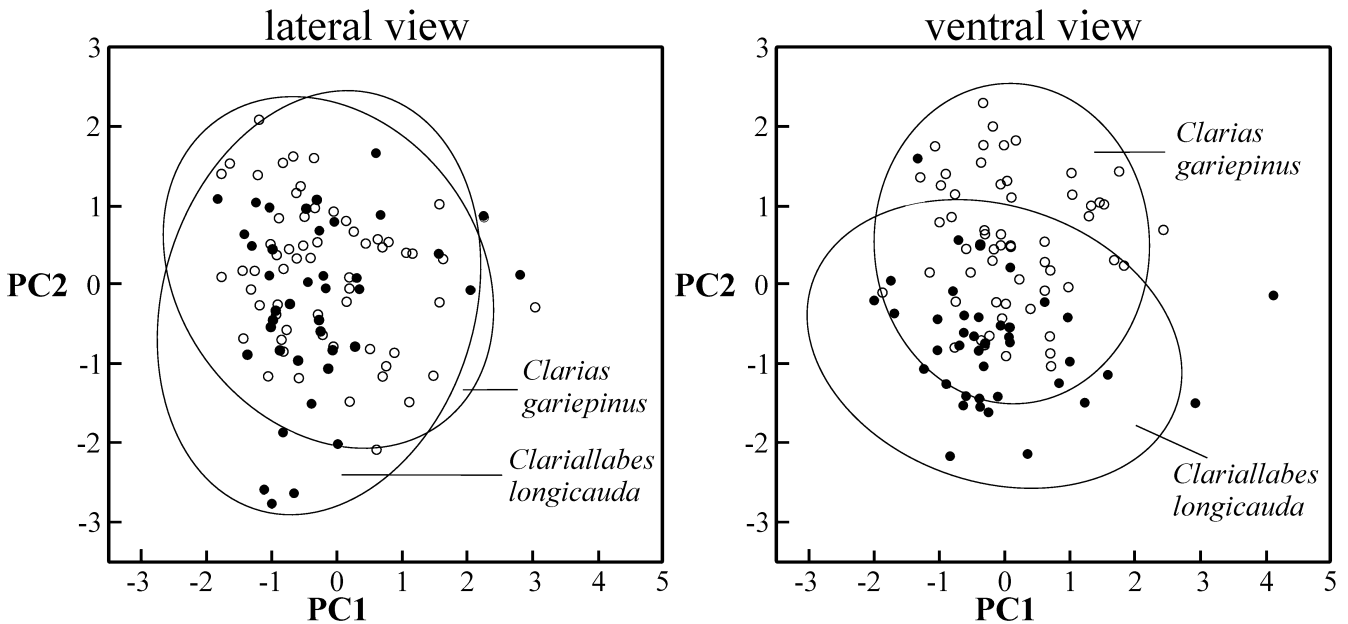 lateral view
3
2
1
0
-1
-2
-3
PC2
-3
-2
-1
0
1
2
3
4
5
PC1
Clarias
gariepinus
Clariallabes
longicauda
ventral view
3
2
1
0
-1
-2
-3
PC2
-3
-2
-1
0
1
2
3
4
5
PC1
Clarias
gariepinus
Clariallabes
longicauda